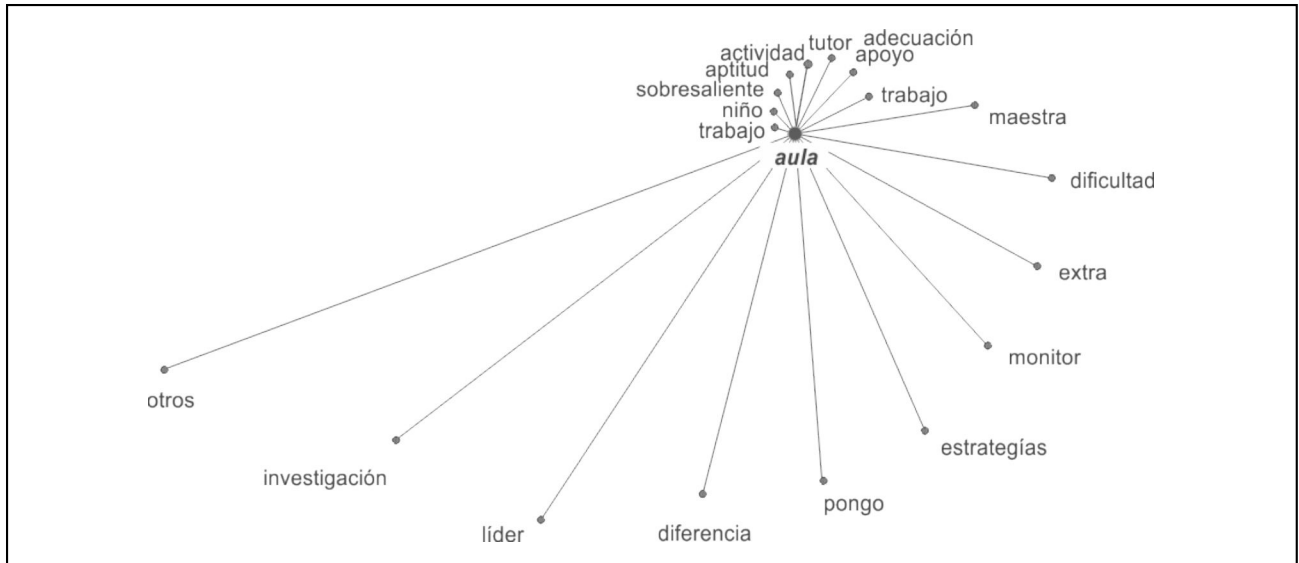 adecuación
tutor
actividad
apoyo
aptitud
sobresaliente
trabajo
niño
maestra
trabajo
aula
dificultad
extra
monitor
otros
estrategías
investigación
pongo
líder
diferencia